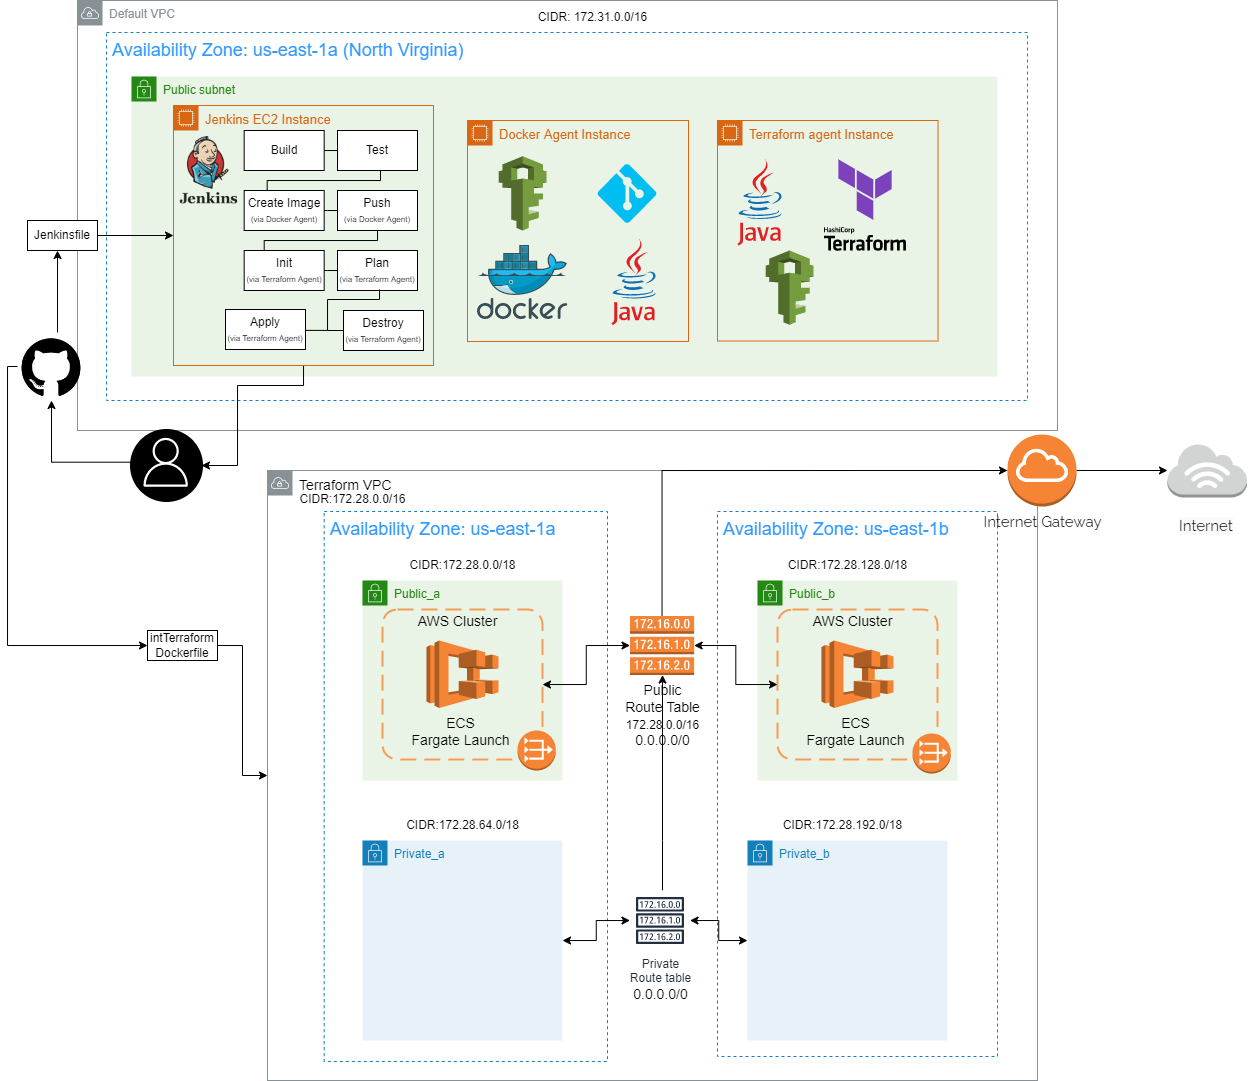 Default VPC
CIDR: 172.31.0.0/16
Availability Zone: us-east-1a (North Virginia)
Public subnet
Jenkins EC2 Instance
Jenkins
Build
Test
Create Image
(via Docker Agent)
Push
(via Docker Agent)
Init
(via Terraform Agent)
Plan
(via Terraform Agent)
Apply
(via Terraform Agent)
Destroy
(via Terraform Agent)
Docker Agent Instance
docker
Java
Terraform agent Instance
Java
HashiCorp
Terraform
Jenkinsfile
Terraform VPC
CIDR:172.28.0.0/16
Availability Zone: us-east-1a
CIDR:172.28.0.0/18
Public_a
AWS Cluster
ECS
Fargate Launch
172.16.0.0
172.16.1.0
172.16.2.0
Public
Route Table
172.28.0.0/16
0.0.0.0/0
Availability Zone: us-east-1b
CIDR:172.28.128.0/18
Public_b
AWS Cluster
ECS
Fargate Launch
Internet Gateway
Internet
intTerraform
Dockerfile
CIDR:172.28.64.0/18
Private_a
172.16.0.0
172.16.1.0
172.16.2.0
Private
Route table
0.0.0.0/0
CIDR:172.28.192.0/18
Private_b